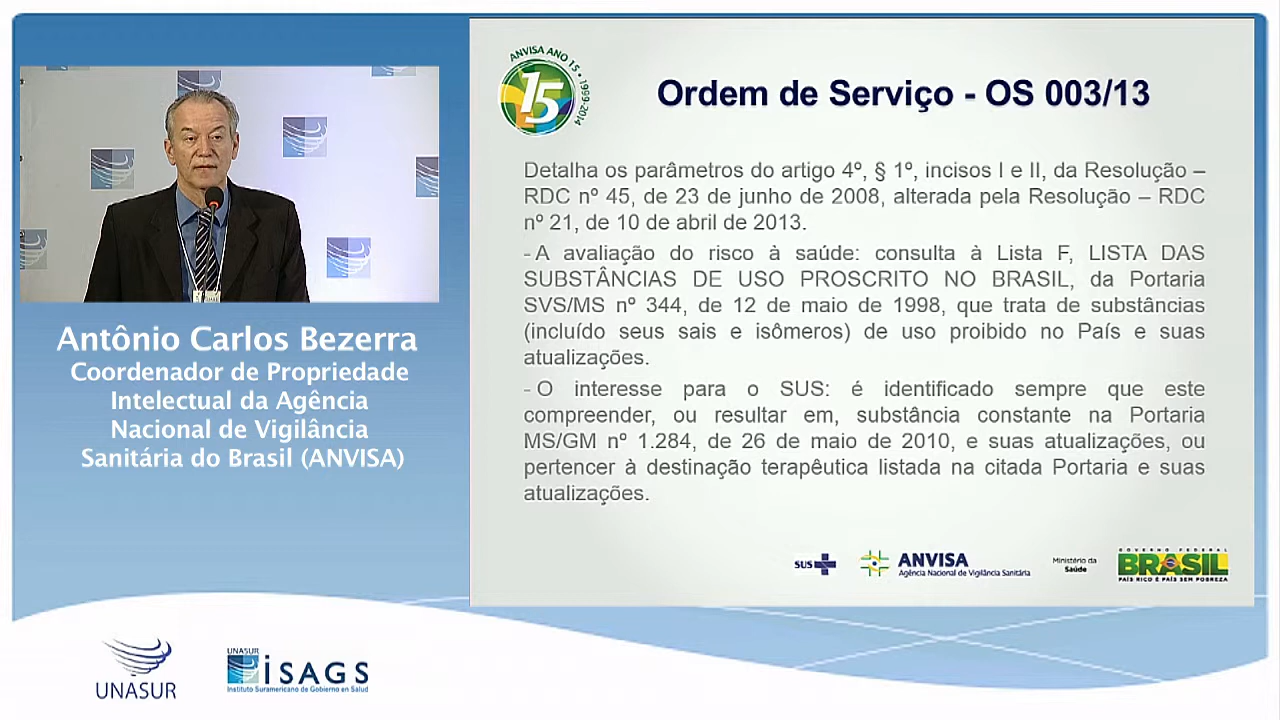 ANVISA ANO 15 • 1999-2014
15
Ordem de Serviço - OS 003/13
Detalha os parâmetros do artigo 4º, § 1º, incisos I e II, da Resolução –
RDC nº 45, de 23 de junho de 2008, alterada pela Resolução – RDC
nº 21, de 10 de abril de 2013.
- A avaliação do risco à saúde: consulta à Lista F, LISTA DAS
SUBSTÂNCIAS DE USO PROSCRITO NO BRASIL, da Portaria
SVS/MS nº 344, de 12 de maio de 1998, que trata de substâncias
(incluído seus sais e isômeros) de uso proibido no País e suas
atualizações.
- O interesse para o SUS: é identificado sempre que este
compreender, ou resultar em, substância constante na Portaria
MS/GM nº 1.284, de 26 de maio de 2010, e suas atualizações, ou
pertencer à destinação terapêutica listada na citada Portaria e suas
atualizações.
SUS
ANVISA
Agência Nacional de Vigilância Sanitária
Ministério da
Saúde
GOVERNO FEDERAL
BRASIL
PAÍS RICO É PAÍS SEM POBREZA
Antônio Carlos Bezerra
Coordenador de Propriedade
Intelectual da Agência
Nacional de Vigilância
Sanitária do Brasil (ANVISA)
UNASUR
UNASUR
iSAGS
Instituto Suramericano de Gobierno en Salud